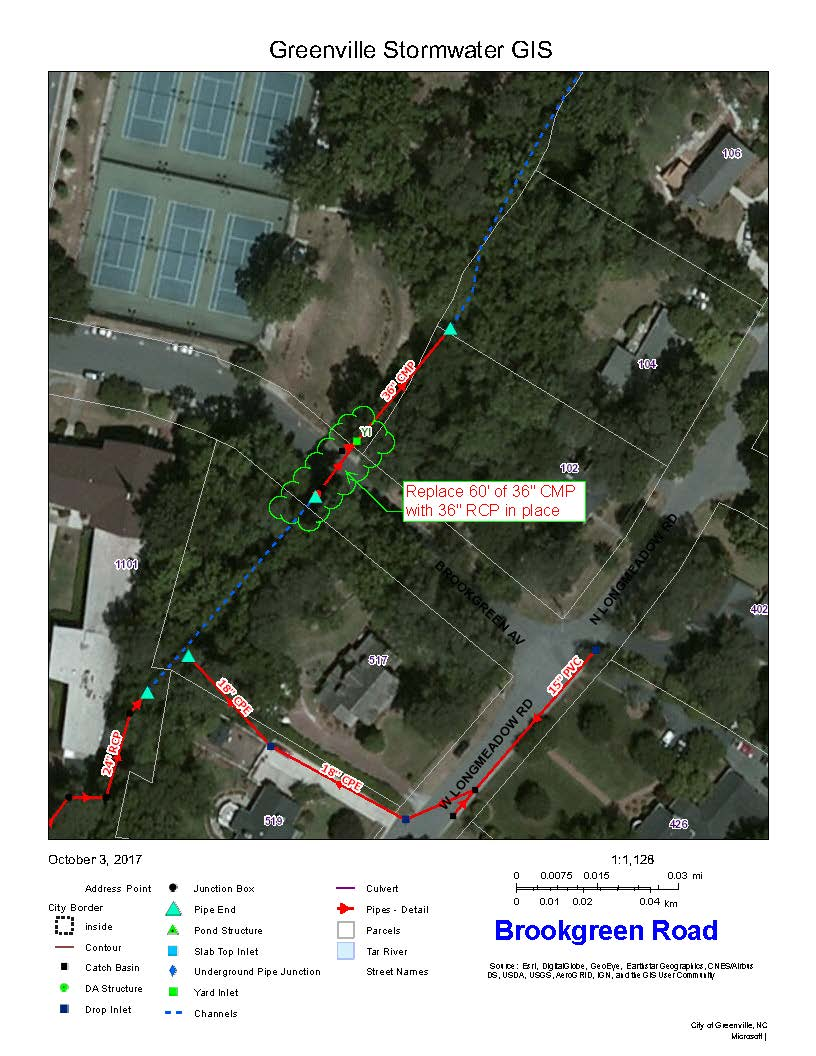 Greenville Stormwater GIS
106
104
36" CMP
YI
102
Replace 60' of 36" CMP
with 36" RCP in place
N LONGMEADOW RD
1101
BROOKGREEN AV
402
517
15" PVC
18" CPE
W LONGMEADOW RD
24" RCP
18" CPE
519
426
October 3, 2017
1:1,128
Address Point
City Border
inside
Contour
Catch Basin
DA Structure
Drop Inlet
Junction Box
Pipe End
Pond Structure
Slab Top Inlet
Underground Pipe Junction
Yard Inlet
Channels
Culvert
Pipes - Detail
Parcels
Tar River
Street Names
0 0.0075 0.015 0.03 mi
0 0.01 0.02 0.04 km
Brookgreen Road
Source: Esri, DigitalGlobe, GeoEye, Earthstar Geographics, CNES/Airbus
DS, USDA, USGS, AeroGRID, IGN, and the GIS User Community
City of Greenville, NC
Microsoft |